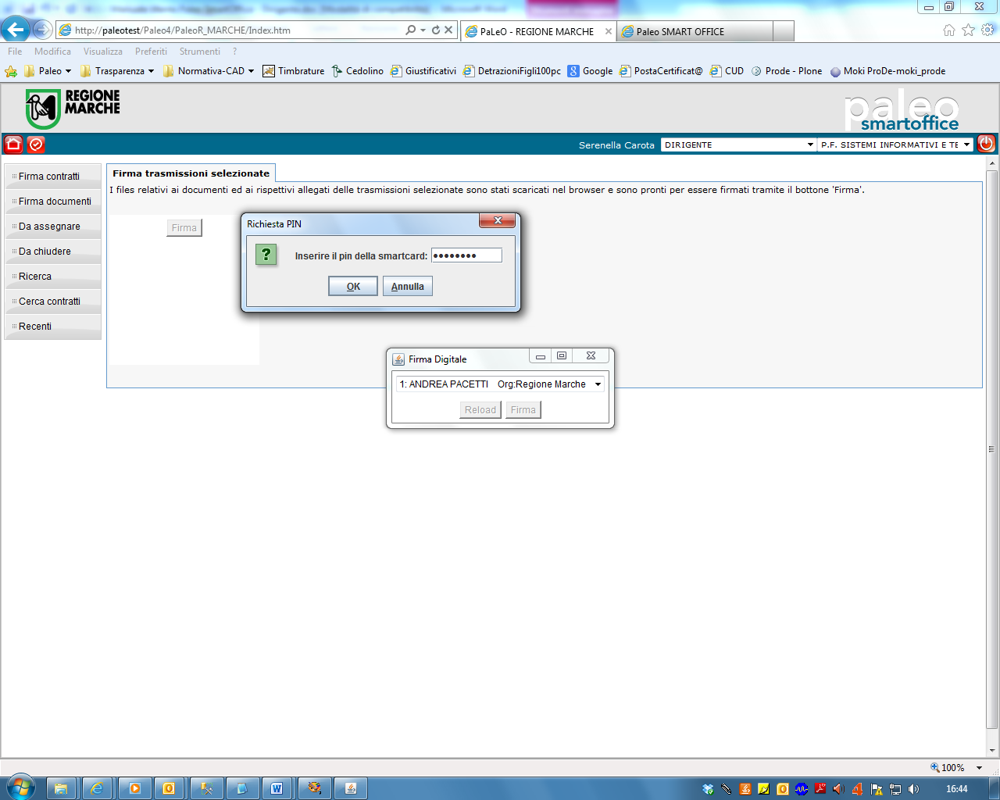 http://paleotest/Paleo4/PaleoR_MARCHE/Index.htm
PaLeO - REGIONE MARCHE
Paleo SMART OFFICE
File Modifica Visualizza Preferiti Strumenti ?
Paleo Trasparenza Normativa-CAD Timbrature Cedolino Giustificativi DetrazioniFigli100pc Google PostaCertificat@ CUD Prode - Plone Moki ProDe-moki_prode
REGIONE
MARCHE
paleo
smartoffice
Serenella Carota DIRIGENTE P.F. SISTEMI INFORMATIVI E TE
Firma contratti
Firma documenti
Da assegnare
Da chiudere
Ricerca
Cerca contratti
Recenti
Firma trasmissioni selezionate
I files relativi ai documenti ed ai rispettivi allegati delle trasmissioni selezionate sono stati scaricati nel browser e sono pronti per essere firmati tramite il bottone 'Firma'.
Firma
Richiesta PIN
Inserire il pin della smartcard: ●●●●●●●●
OK Annulla
Firma Digitale
1: ANDREA PACETTI Org:Regione Marche
Reload Firma
100%
16:44